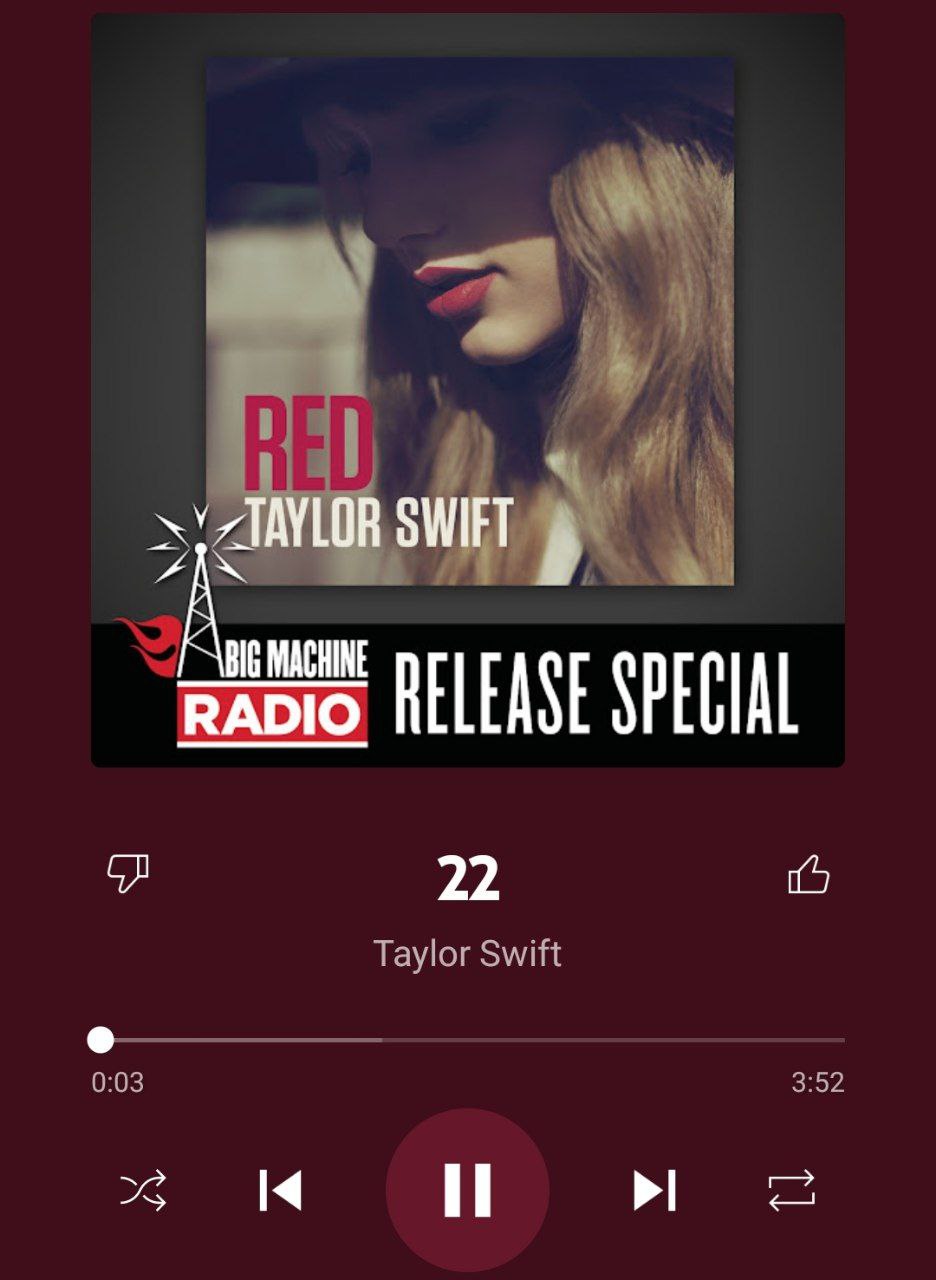 RED
TAYLOR SWIFT
BIG MACHINE
RADIO
RELEASE SPECIAL
22
Taylor Swift
0:03
3:52